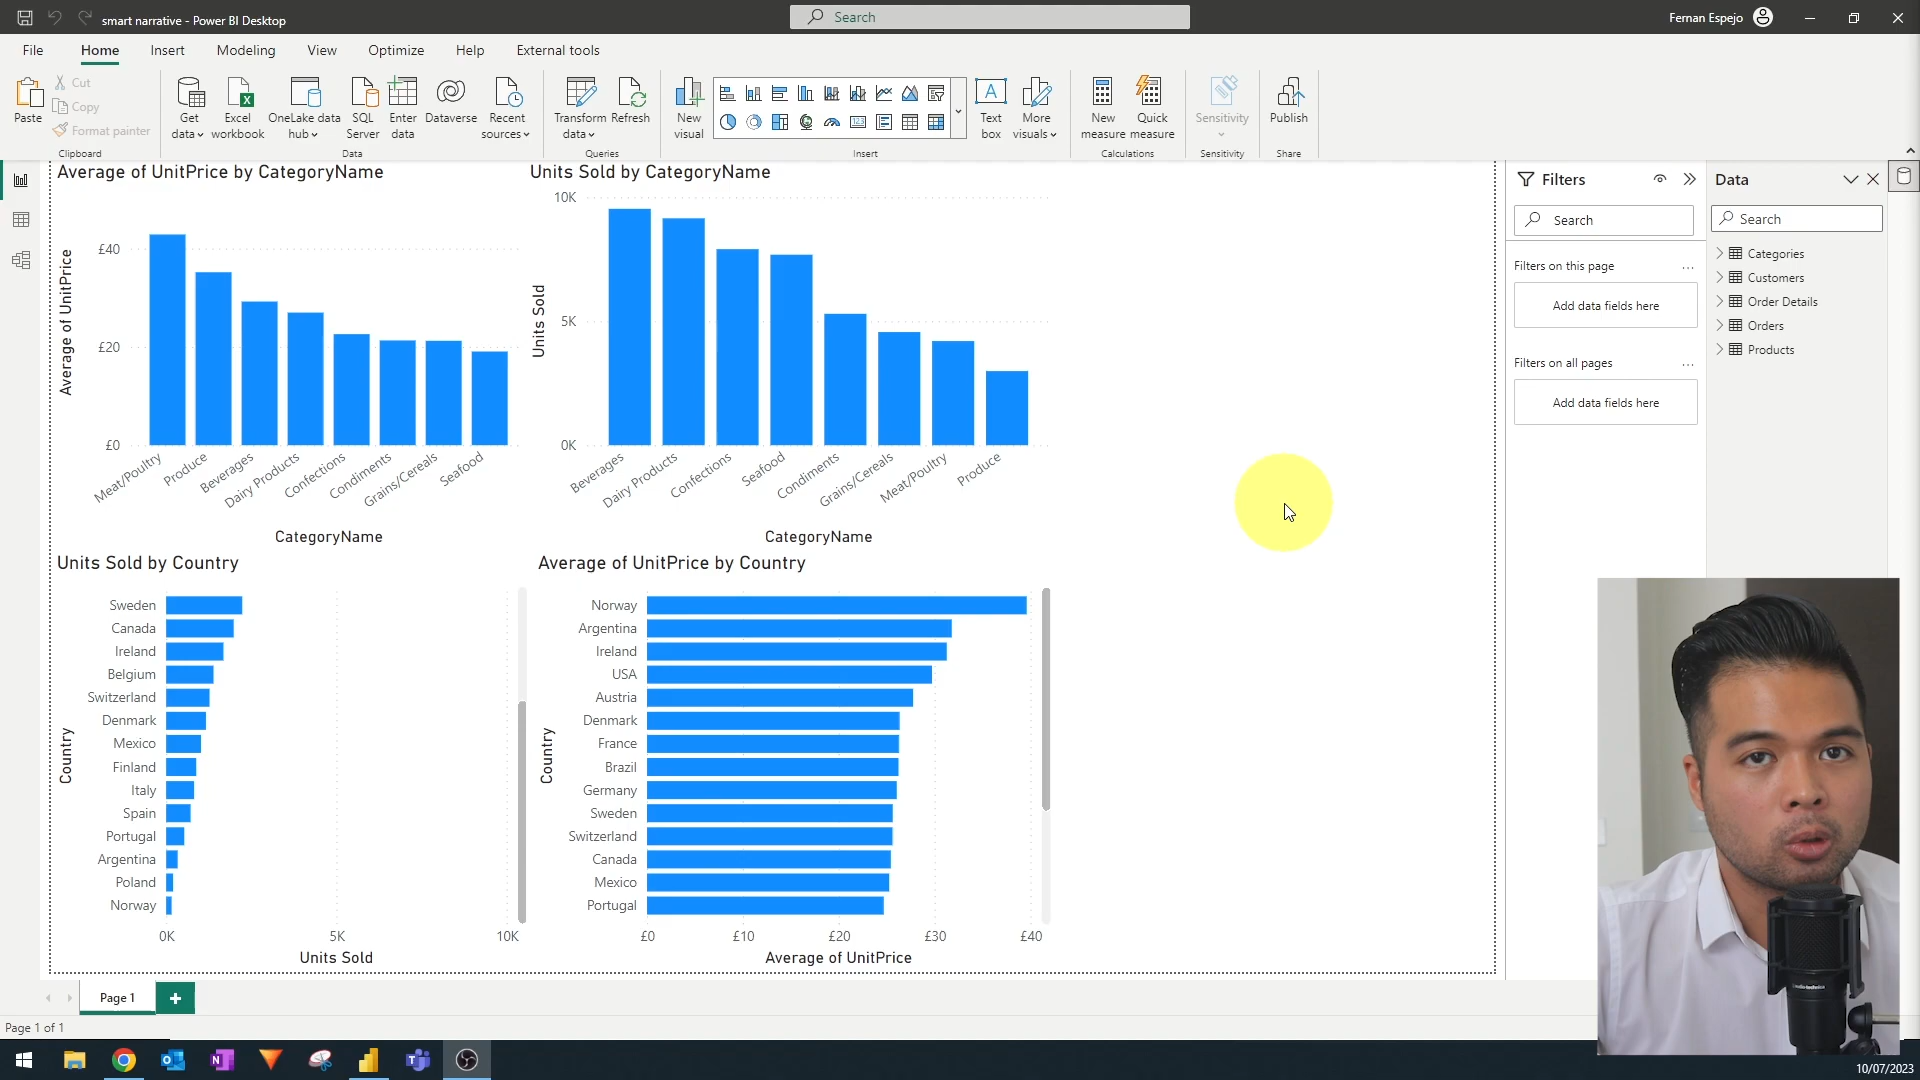 smart narrative - Power BI Desktop
Search
Fernan Espejo
File
Home
Insert
Modeling
View
Optimize
Help
External tools
Paste
Cut
Copy
Format painter
Clipboard
Get data
Excel workbook
OneLake data hub
SQL Server
Enter data
Dataverse
Recent sources
Data
Transform data
Refresh
Queries
New visual
Text box
More visuals
Insert
New measure
Quick measure
Calculations
Sensitivity
Sensitivity
Publish
Share
Average of UnitPrice by CategoryName
Average of UnitPrice
£40
£20
£0
Meat/Poultry
Produce
Beverages
Dairy Products
Confections
Condiments
Grains/Cereals
Seafood
CategoryName
Units Sold by CategoryName
Units Sold
10K
5K
0K
Beverages
Dairy Products
Confections
Seafood
Condiments
Grains/Cereals
Meat/Poultry
Produce
CategoryName
Units Sold by Country
Country
Sweden
Canada
Ireland
Belgium
Switzerland
Denmark
Mexico
Finland
Italy
Spain
Portugal
Argentina
Poland
Norway
0K
5K
10K
Units Sold
Average of UnitPrice by Country
Country
Norway
Argentina
Ireland
USA
Austria
Denmark
France
Brazil
Germany
Sweden
Switzerland
Canada
Mexico
Portugal
£0
£10
£20
£30
£40
Average of UnitPrice
Filters
Search
Filters on this page
...
Add data fields here
Filters on all pages
...
Add data fields here
Data
Search
Categories
Customers
Order Details
Orders
Products
Page 1
Page 1 of 1
10/07/2023